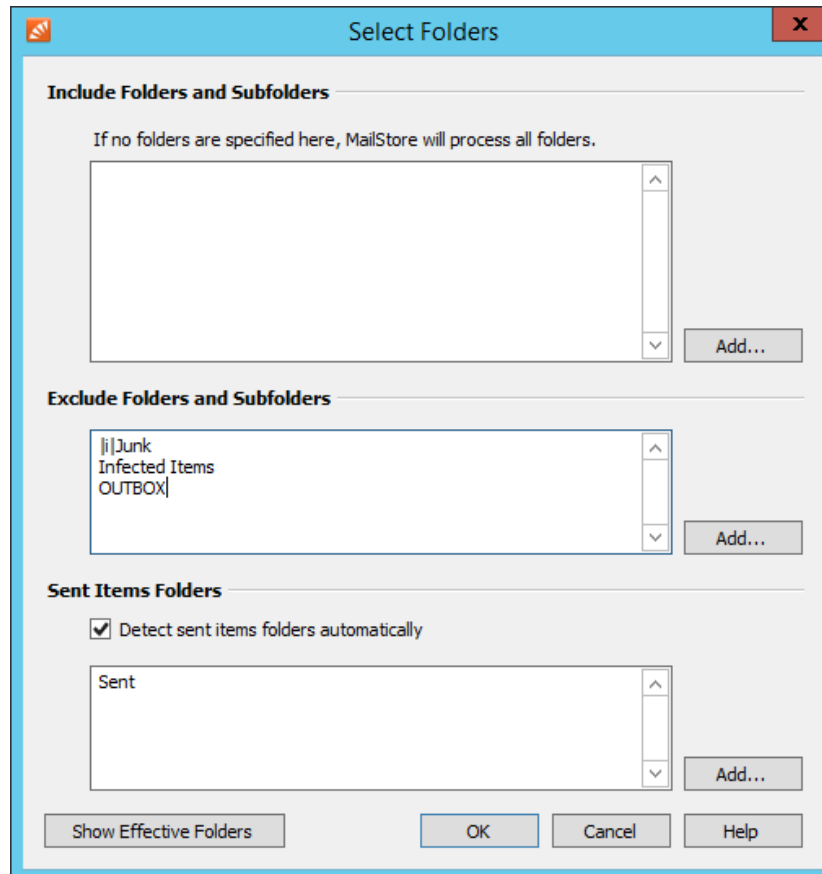 Select Folders
x
Include Folders and Subfolders
If no folders are specified here, MailStore will process all folders.
Add...
Exclude Folders and Subfolders
|i|Junk
Infected Items
OUTBOX
Add...
Sent Items Folders
Detect sent items folders automatically
Sent
Add...
Show Effective Folders OK Cancel Help